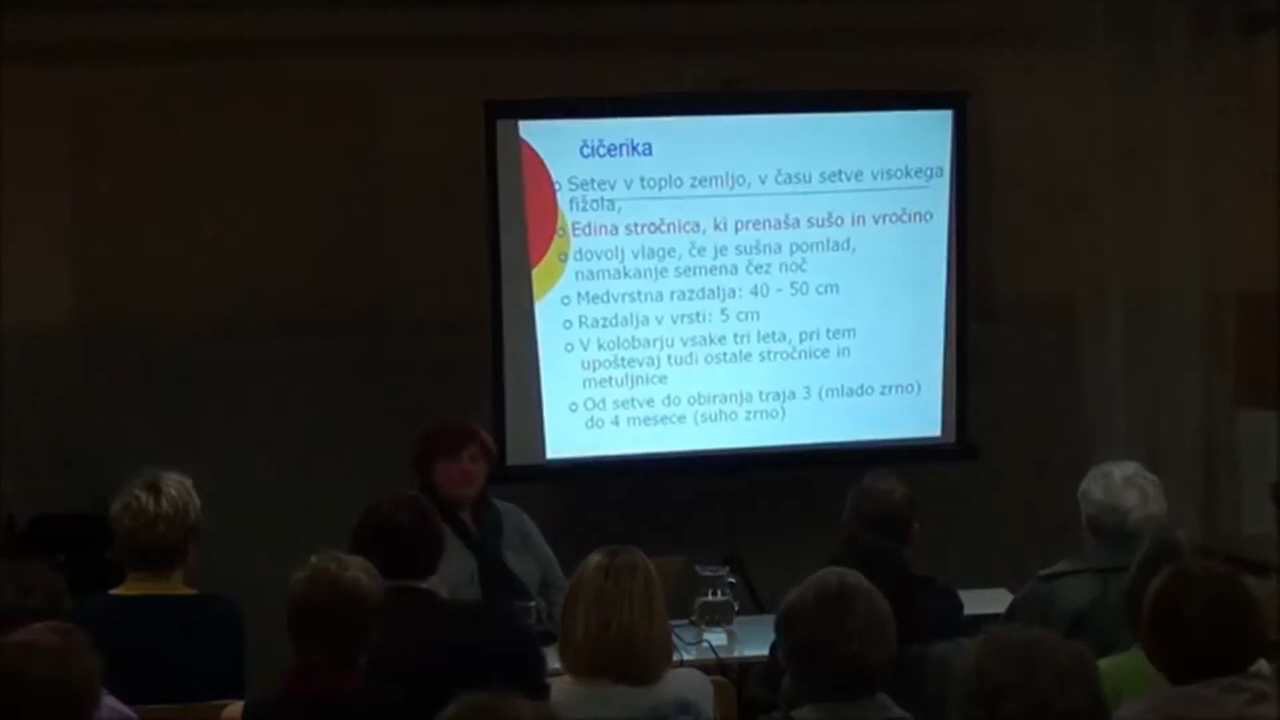 čičerika
Setev v toplo zemljo, v času setve visokega
fižola,
Edina stročnica, ki prenaša sušo in vročino
dovolj vlage, če je sušna pomlad,
namakanje semena čez noč
Medvrstna razdalja: 40 – 50 cm
Razdalja v vrsti: 5 cm
V kolobarju vsake tri leta, pri tem
upoštevaj tudi ostale stročnice in
metuljnice
Od setve do obiranja traja 3 (mlado zrno)
do 4 mesece (suho zrno)